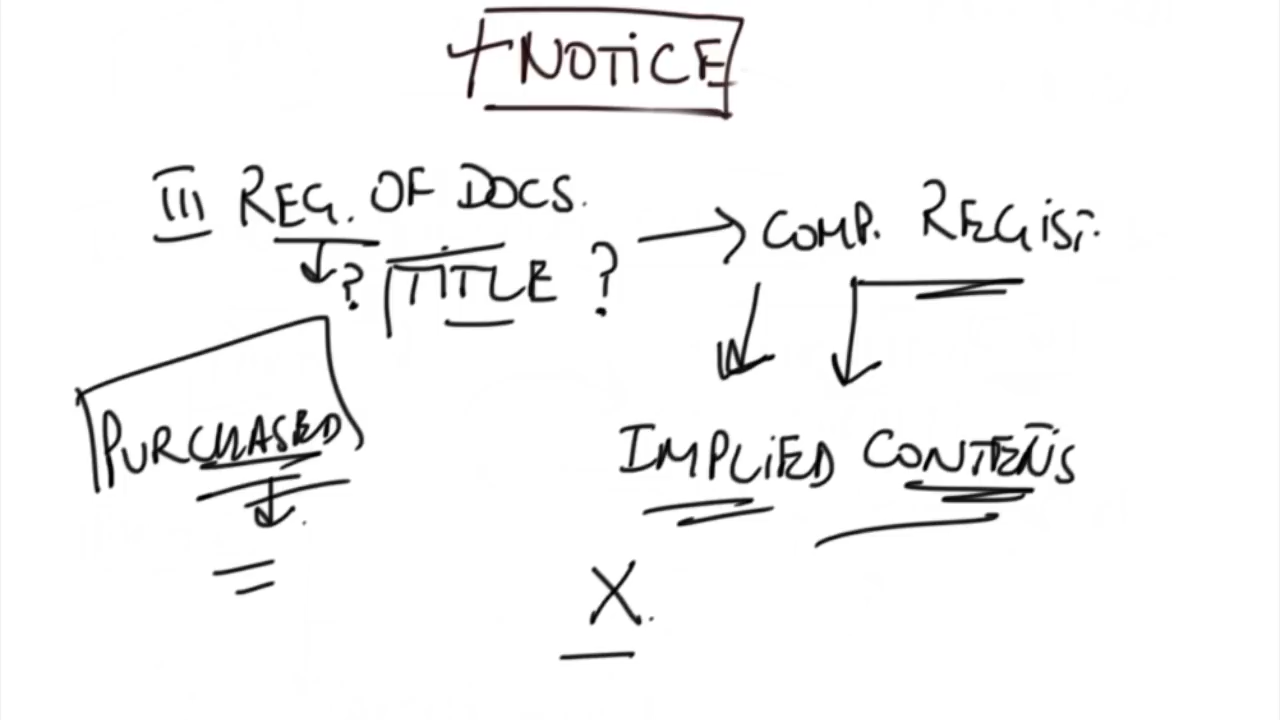 NOTICE
III REG. OF DOCS. → COMP. REGIST.
? TITLE ?
PURCHASED
IMPLIED CONTENTS
X.